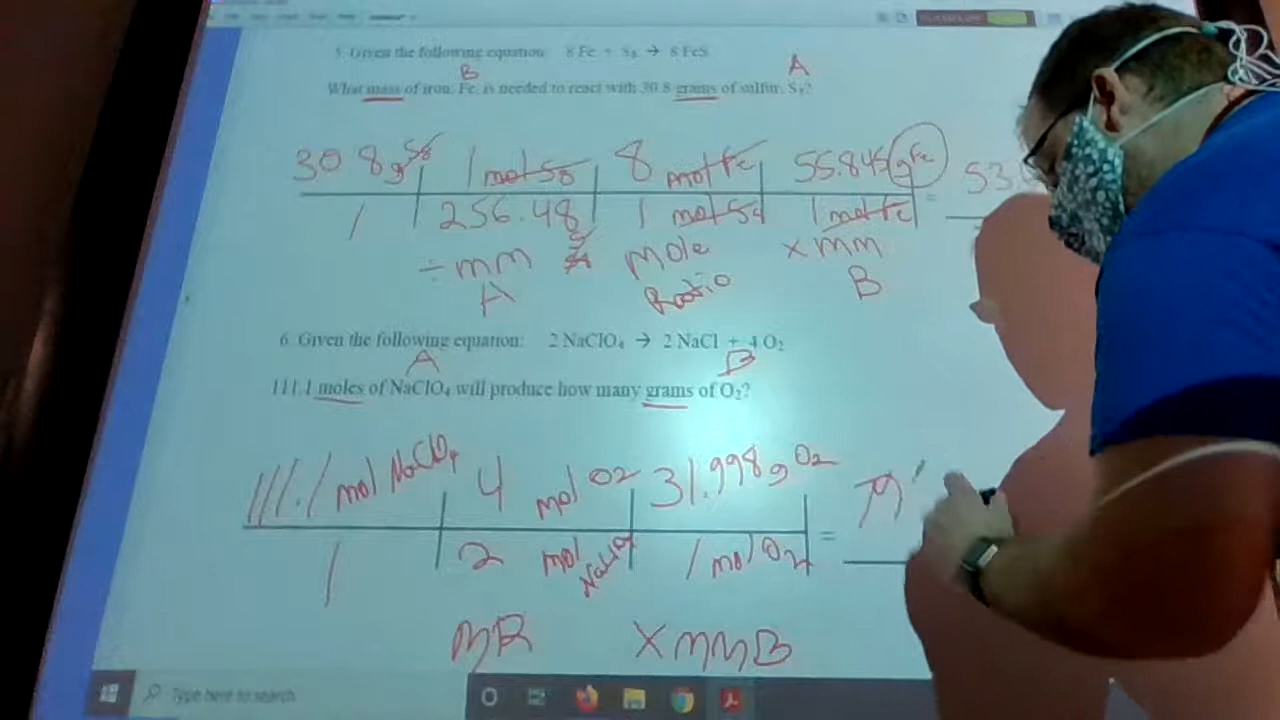 5. Given the following equation: 8 Fe + S₈ → 8 FeS
B A
What mass of iron, Fe, is needed to react with 30.8 grams of sulfur, S₈?
30.8 g S8 1 mol S8 8 mol Fe 55.845 g Fe = 53.
1 256.48 1 mol S8 1 mol Fe
÷ MM Mole × MM
A Ratio B
6. Given the following equation: 2 NaClO₄ → 2 NaCl + 4 O₂
A B
111.1 moles of NaClO₄ will produce how many grams of O₂?
111.1 mol NaClO4 4 mol O2 31.998 g O2 =
1 2 mol NaClO4 1 mol O2
MR × MMB
Type here to search